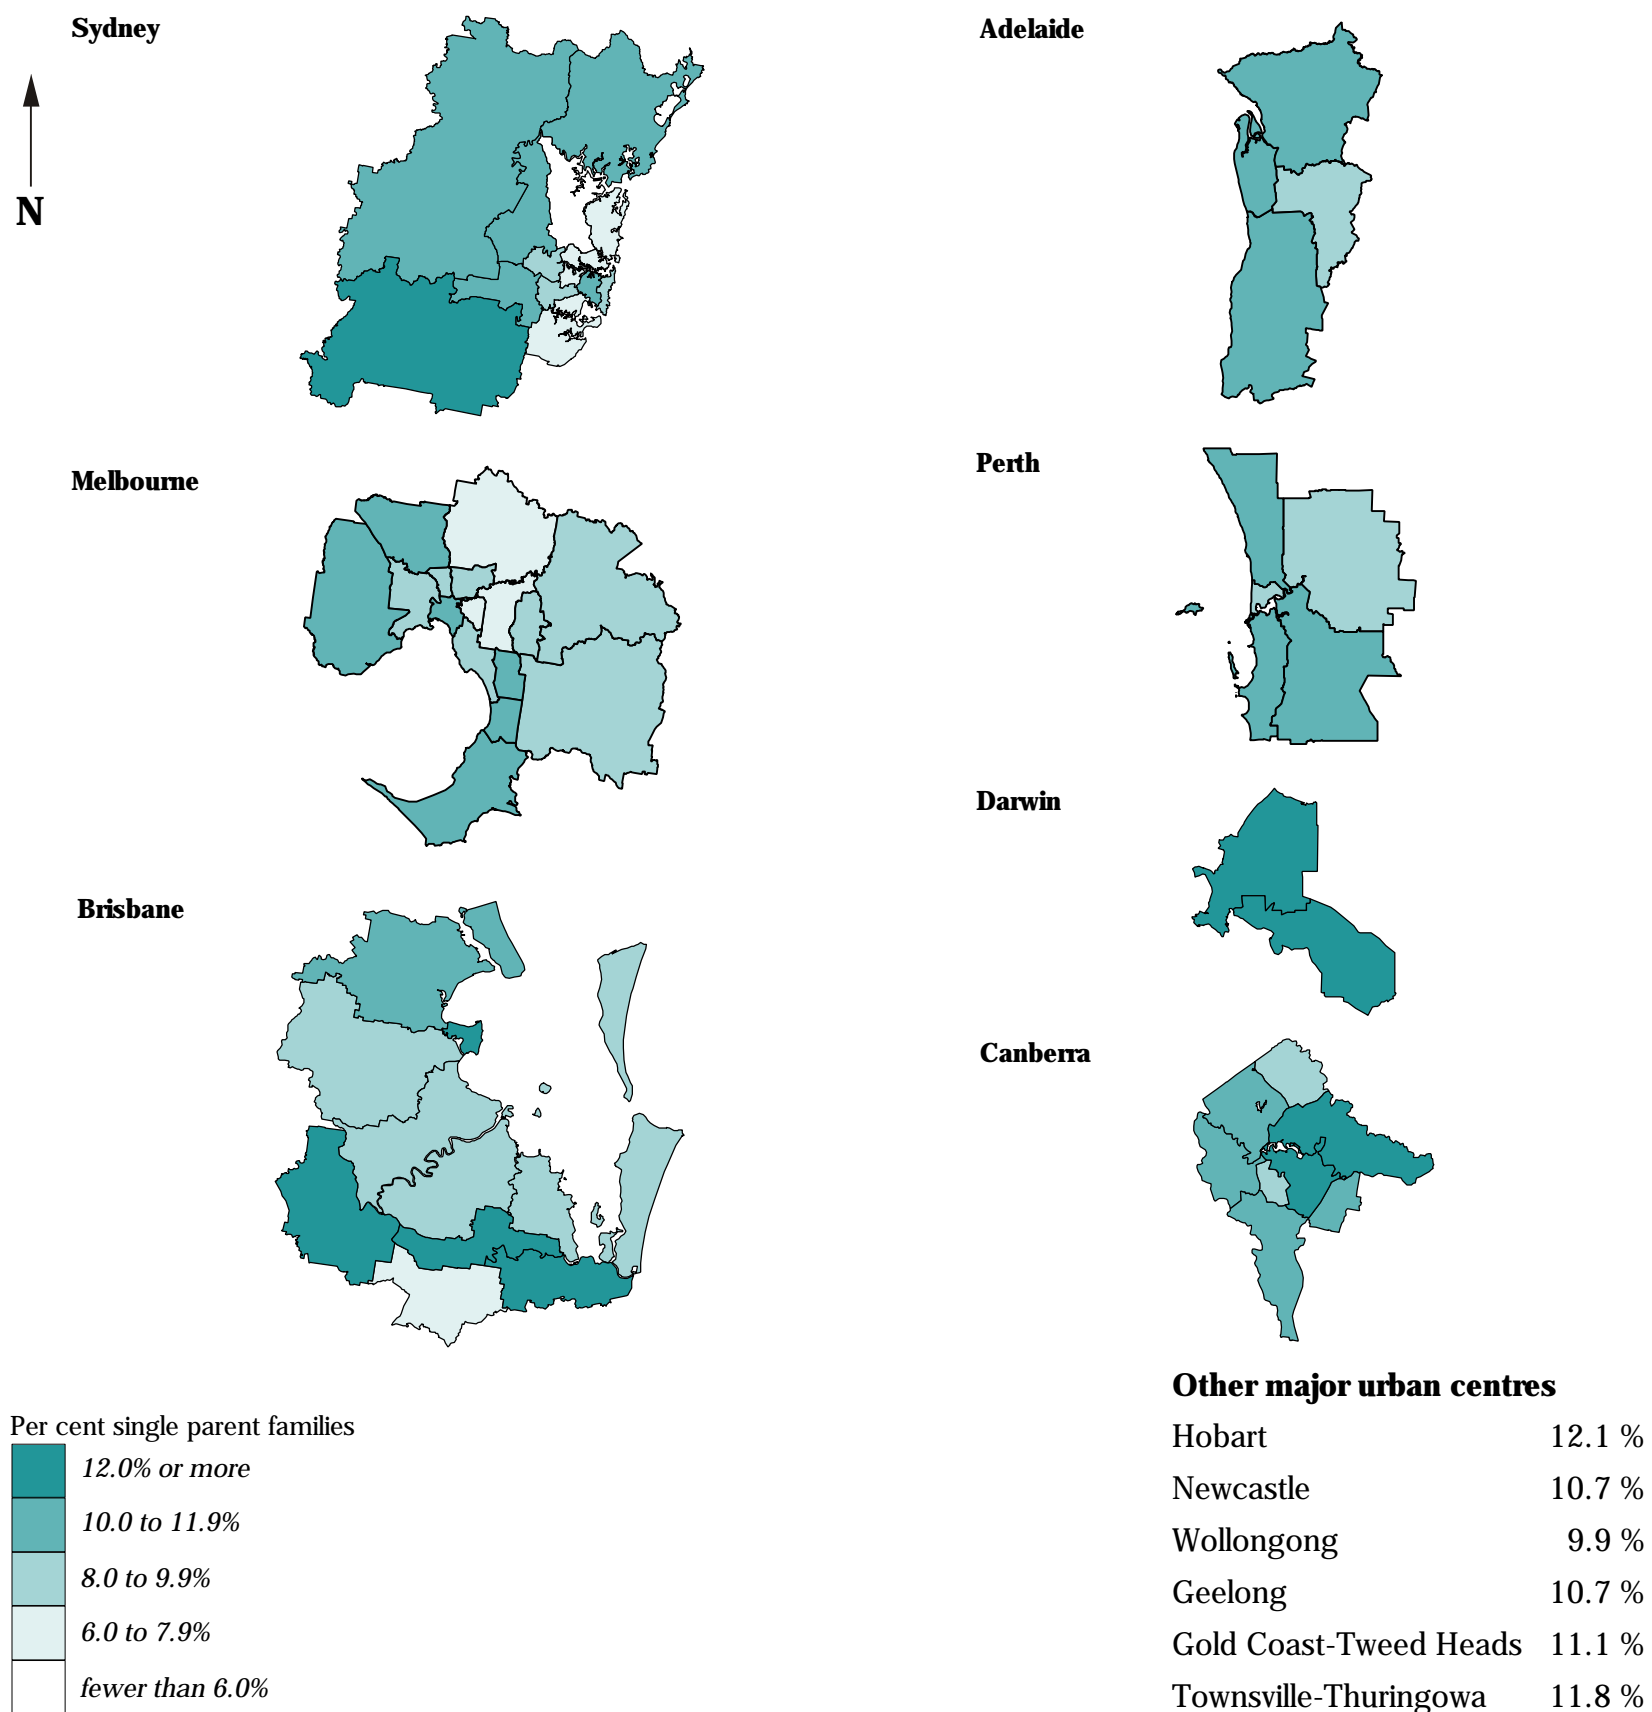 Sydney
Adelaide
N
Melbourne
Perth
Darwin
Brisbane
Canberra
Other major urban centres
Per cent single parent families
12.0% or more
10.0 to 11.9%
8.0 to 9.9%
6.0 to 7.9%
fewer than 6.0%
Hobart 12.1 %
Newcastle 10.7 %
Wollongong 9.9 %
Geelong 10.7 %
Gold Coast-Tweed Heads 11.1 %
Townsville-Thuringowa 11.8 %